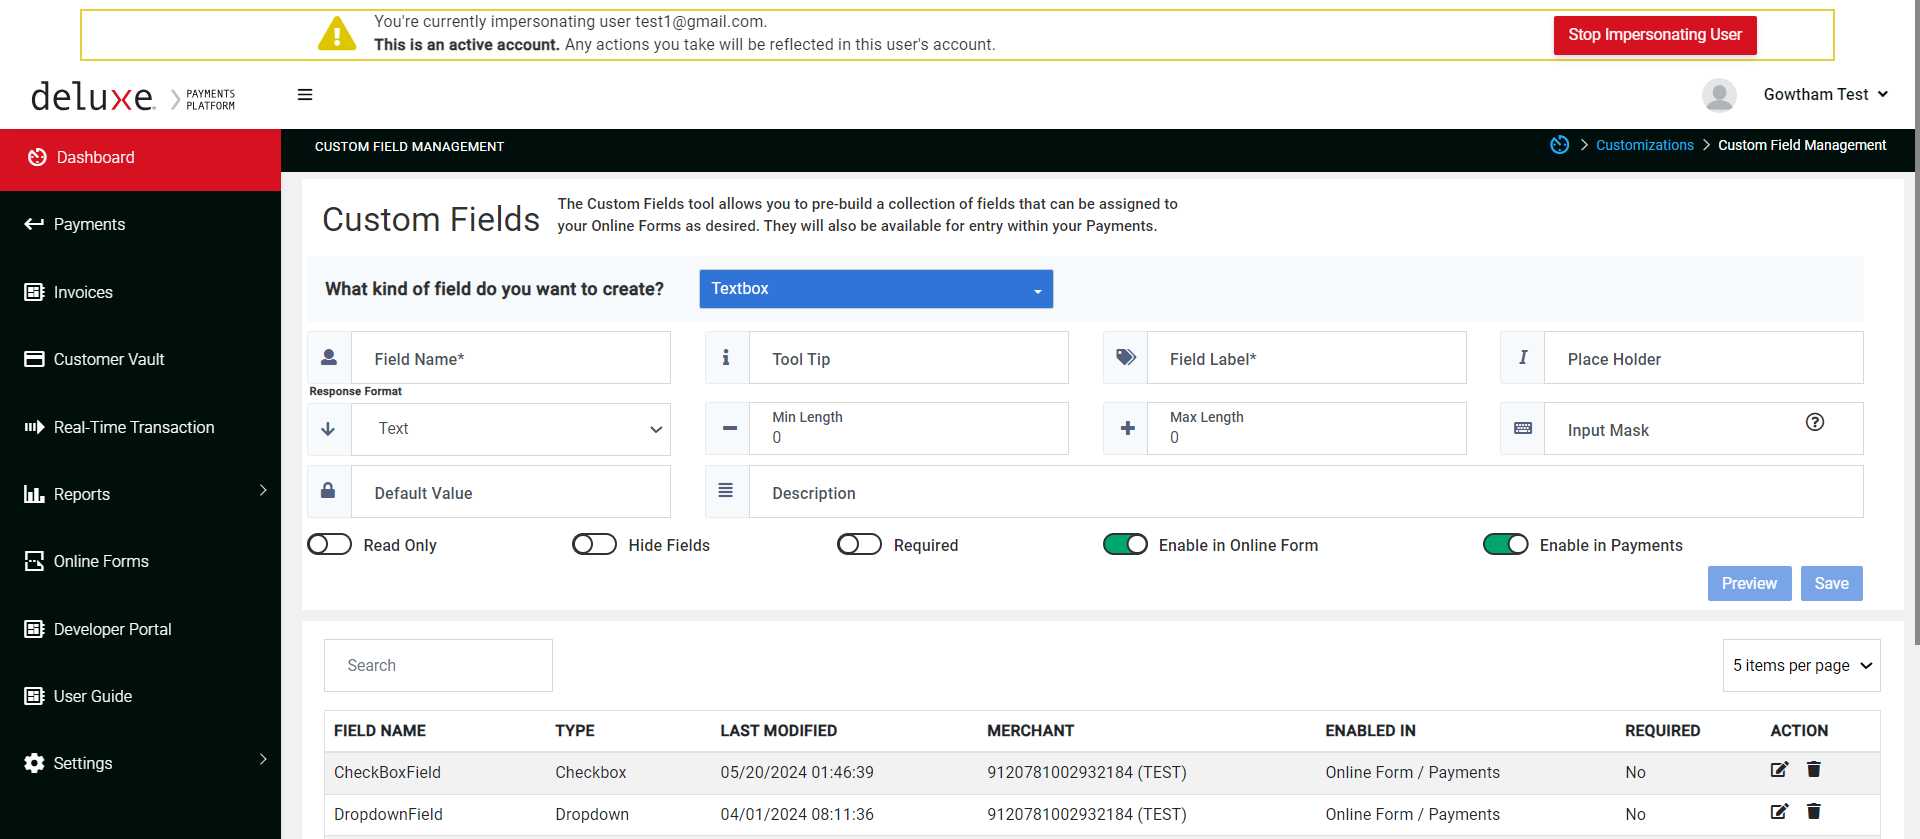 You're currently impersonating user test1@gmail.com.
This is an active account. Any actions you take will be reflected in this user's account.
Stop Impersonating User
deluxe. PAYMENTS PLATFORM
Gowtham Test
Dashboard
CUSTOM FIELD MANAGEMENT
Customizations > Custom Field Management
Payments
Invoices
Customer Vault
Real-Time Transaction
Reports
Online Forms
Developer Portal
User Guide
Settings
Custom Fields
The Custom Fields tool allows you to pre-build a collection of fields that can be assigned to
your Online Forms as desired. They will also be available for entry within your Payments.
What kind of field do you want to create? Textbox
Field Name* Tool Tip Field Label* Place Holder
Response Format
Text Min Length 0 Max Length 0 Input Mask
Default Value Description
Read Only Hide Fields Required Enable in Online Form Enable in Payments
Preview Save
Search 5 items per page
FIELD NAME TYPE LAST MODIFIED MERCHANT ENABLED IN REQUIRED ACTION
CheckBoxField Checkbox 05/20/2024 01:46:39 9120781002932184 (TEST) Online Form / Payments No
DropdownField Dropdown 04/01/2024 08:11:36 9120781002932184 (TEST) Online Form / Payments No